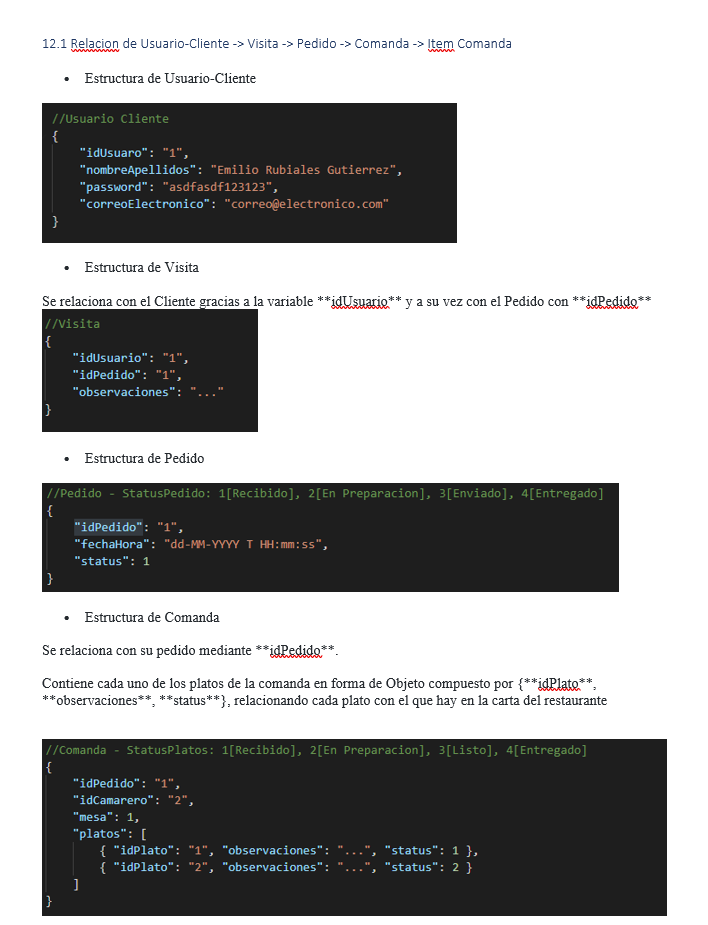 12.1 Relacion de Usuario-Cliente -> Visita -> Pedido -> Comanda -> Item Comanda
• Estructura de Usuario-Cliente
//Usuario Cliente
{
"idUsuaro": "1",
"nombreApellidos": "Emilio Rubiales Gutierrez",
"password": "asdfasdf123123",
"correoElectronico": "correo@electronico.com"
}
• Estructura de Visita
Se relaciona con el Cliente gracias a la variable **idUsuario** y a su vez con el Pedido con **idPedido**
//Visita
{
"idUsuario": "1",
"idPedido": "1",
"observaciones": "..."
}
• Estructura de Pedido
//Pedido - StatusPedido: 1[Recibido], 2[En Preparacion], 3[Enviado], 4[Entregado]
{
"idPedido": "1",
"fechaHora": "dd-MM-YYYY T HH:mm:ss",
"status": 1
}
• Estructura de Comanda
Se relaciona con su pedido mediante **idPedido**.
Contiene cada uno de los platos de la comanda en forma de Objeto compuesto por {**idPlato**,
**observaciones**, **status**}, relacionando cada plato con el que hay en la carta del restaurante
//Comanda - StatusPlatos: 1[Recibido], 2[En Preparacion], 3[Listo], 4[Entregado]
{
"idPedido": "1",
"idCamarero": "2",
"mesa": 1,
"platos": [
{ "idPlato": "1", "observaciones": "...", "status": 1 },
{ "idPlato": "2", "observaciones": "...", "status": 2 }
]
}